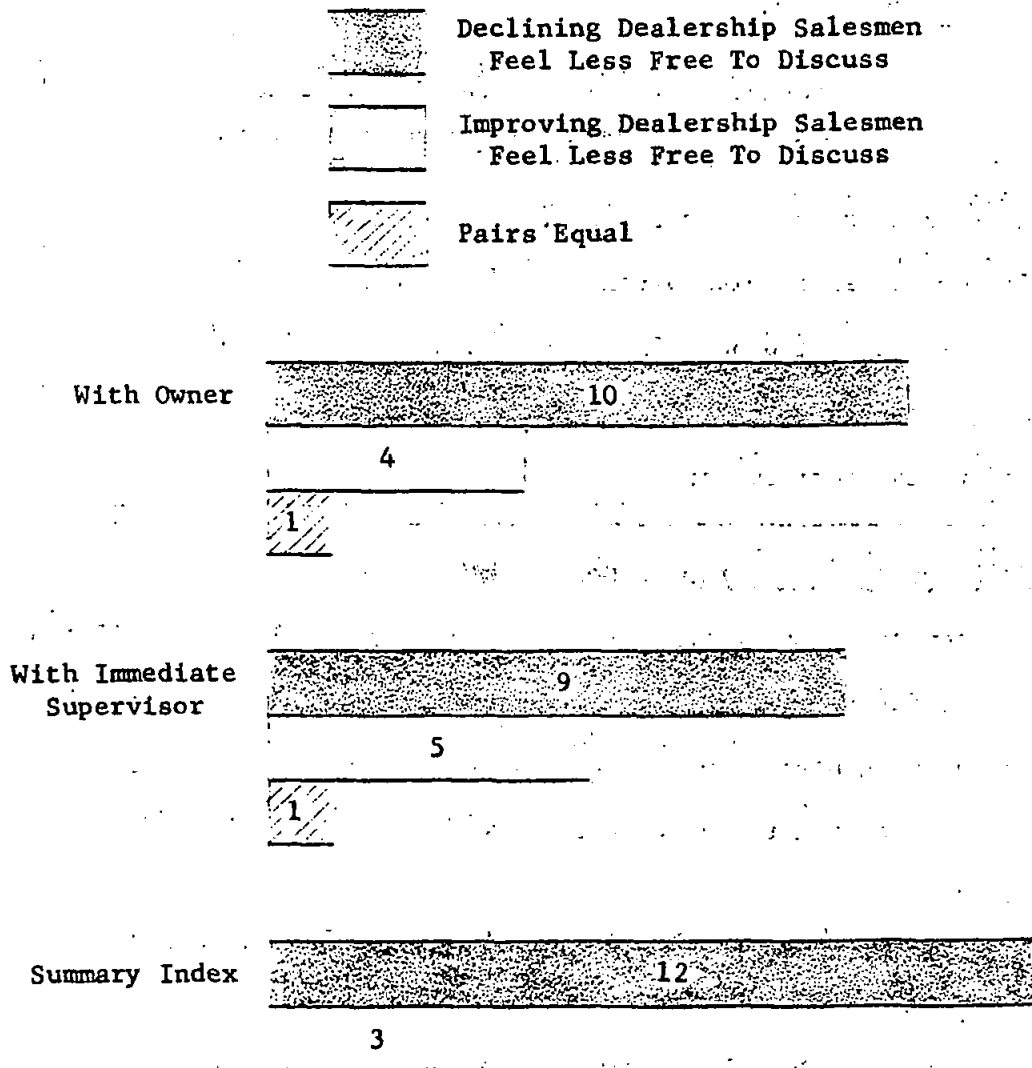 Declining Dealership Salesmen
Feel Less Free To Discuss
Improving Dealership Salesmen
Feel Less Free To Discuss
Pairs Equal
With Owner
10
4
1
With Immediate
Supervisor
9
5
1
Summary Index
12
3